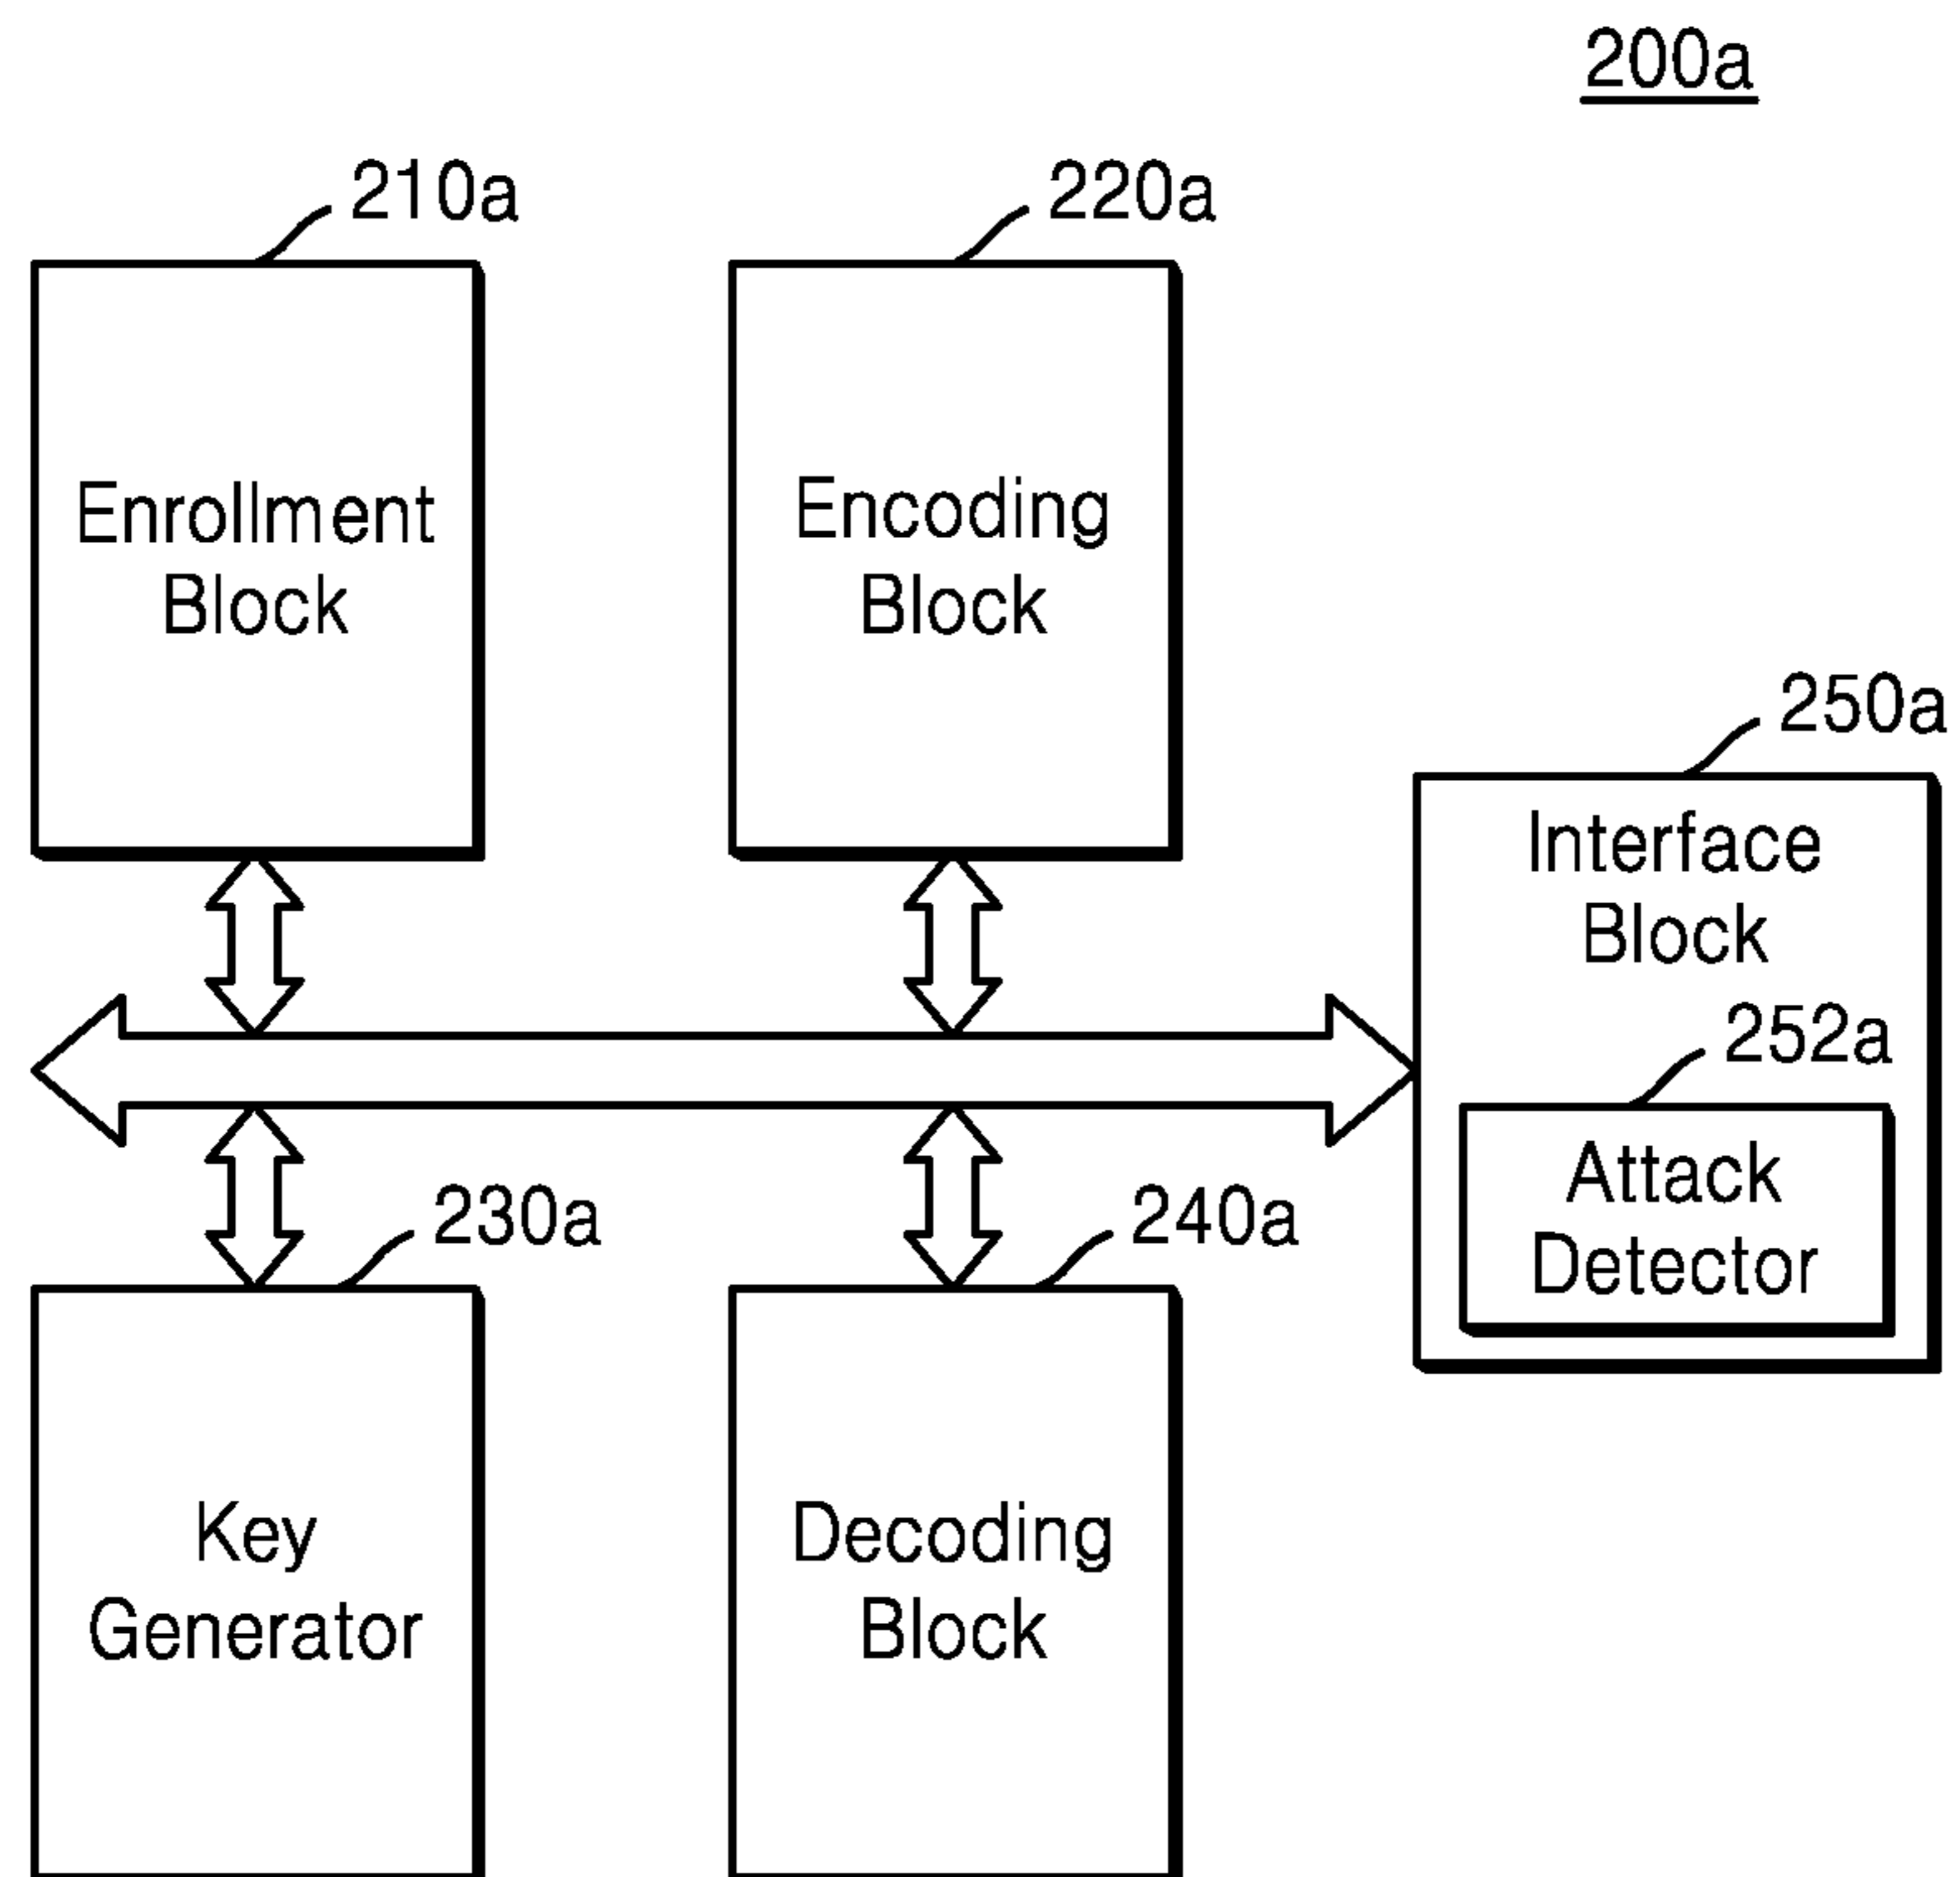 200a
210a
220a
Enrollment
Block
Encoding
Block
250a
Interface
Block
252a
Attack
Detector
230a
240a
Key
Generator
Decoding
Block